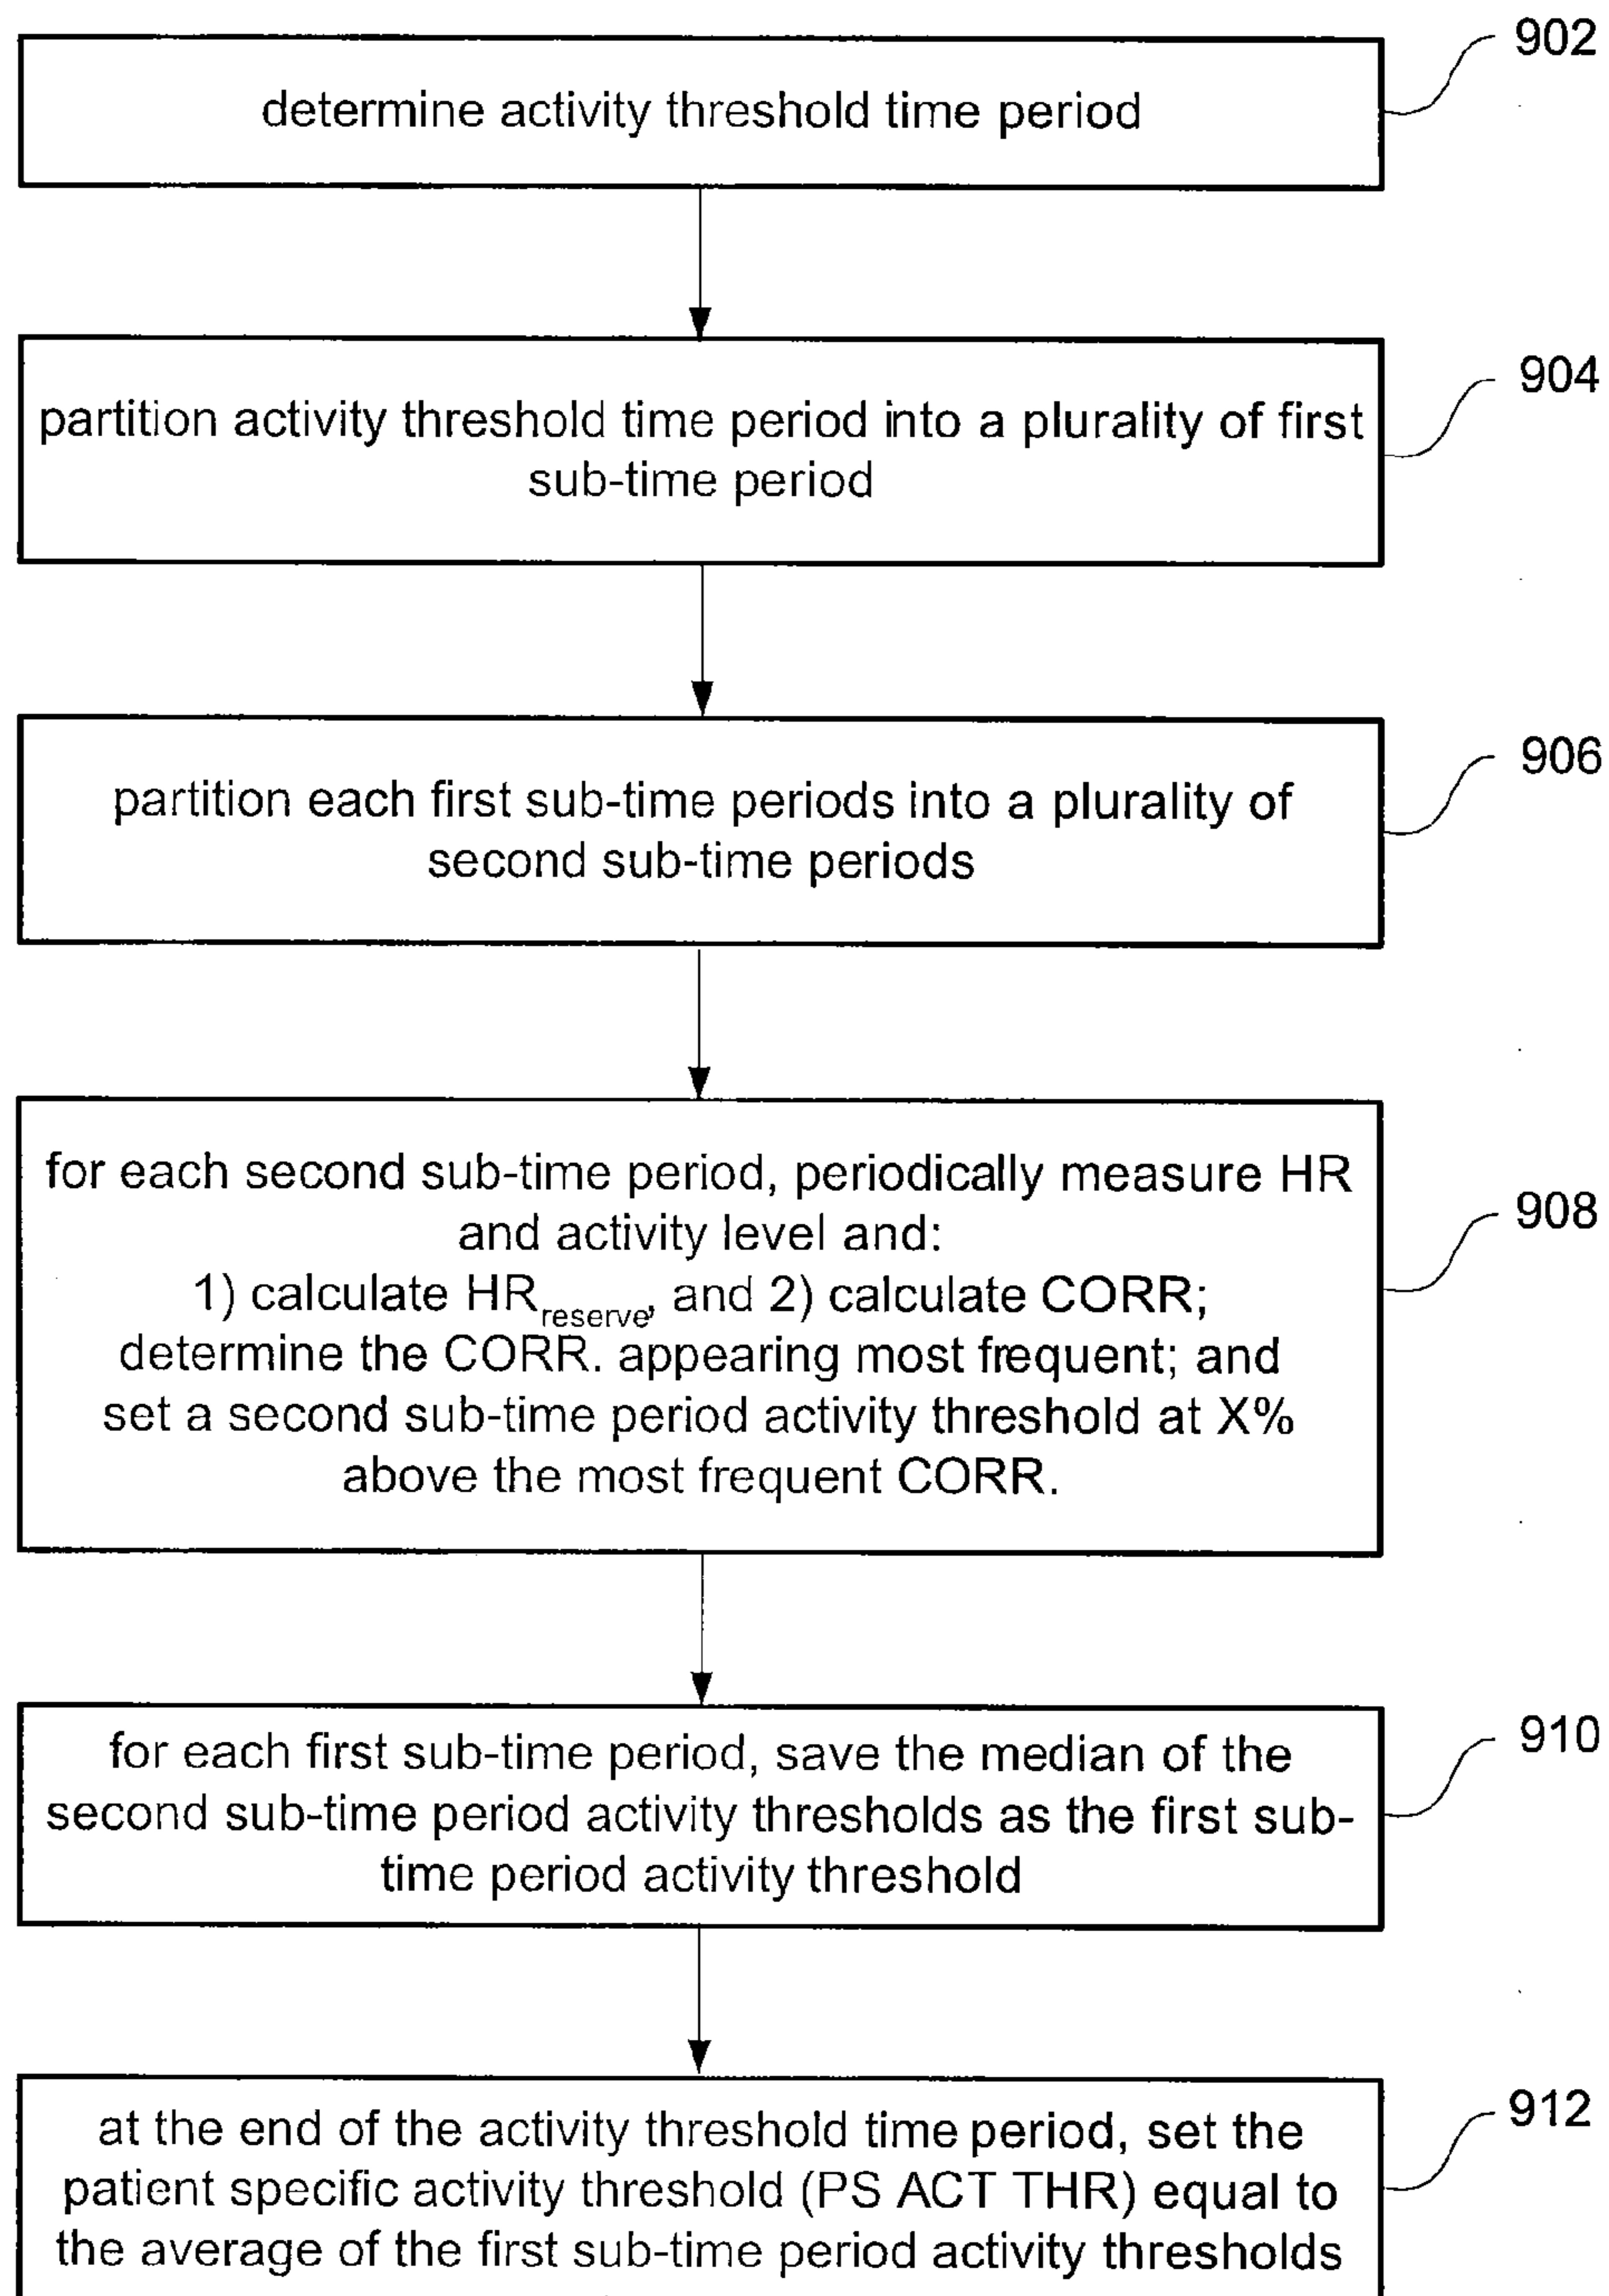 902
determine activity threshold time period
904
partition activity threshold time period into a plurality of first
sub-time period
906
partition each first sub-time periods into a plurality of
second sub-time periods
908
for each second sub-time period, periodically measure HR
and activity level and:
1) calculate HRreserve, and 2) calculate CORR;
determine the CORR. appearing most frequent; and
set a second sub-time period activity threshold at X%
above the most frequent CORR.
910
for each first sub-time period, save the median of the
second sub-time period activity thresholds as the first sub-
time period activity threshold
912
at the end of the activity threshold time period, set the
patient specific activity threshold (PS ACT THR) equal to
the average of the first sub-time period activity thresholds